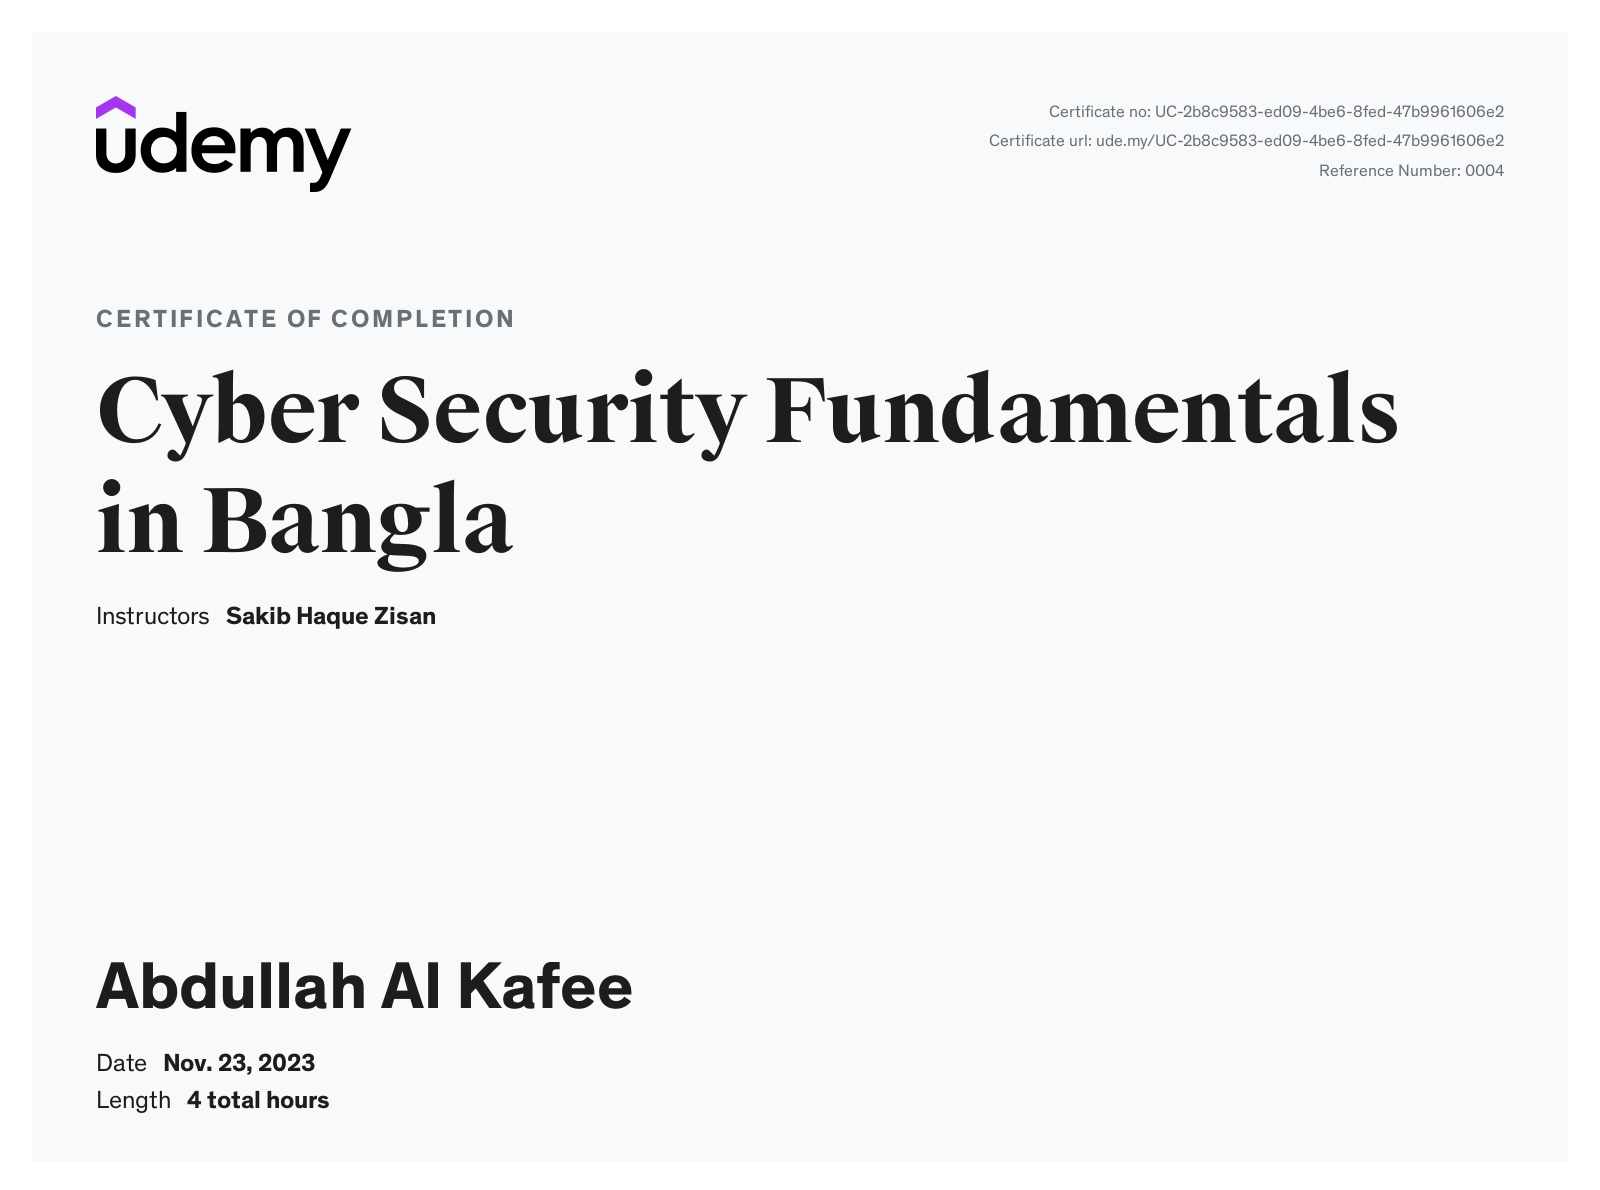 udemy
Certificate no: UC-2b8c9583-ed09-4be6-8fed-47b9961606e2
Certificate url: ude.my/UC-2b8c9583-ed09-4be6-8fed-47b9961606e2
Reference Number: 0004
CERTIFICATE OF COMPLETION
Cyber Security Fundamentals
in Bangla
Instructors Sakib Haque Zisan
Abdullah Al Kafee
Date Nov. 23, 2023
Length 4 total hours